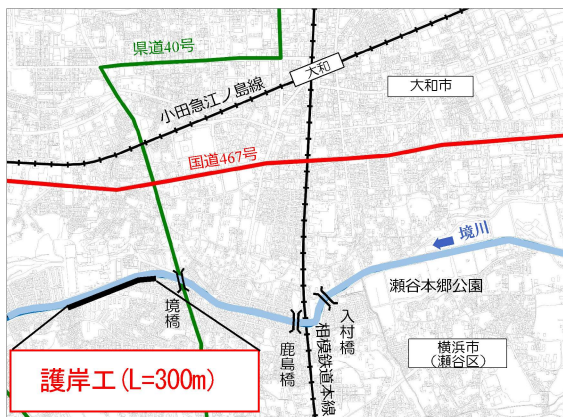 県道40号
大和
小田急江ノ島線
大和市
国道467号
境川
瀬谷本郷公園
境橋
鹿島橋
相模鉄道本線
入村橋
横浜市
(瀬谷区)
護岸工(L=300m)